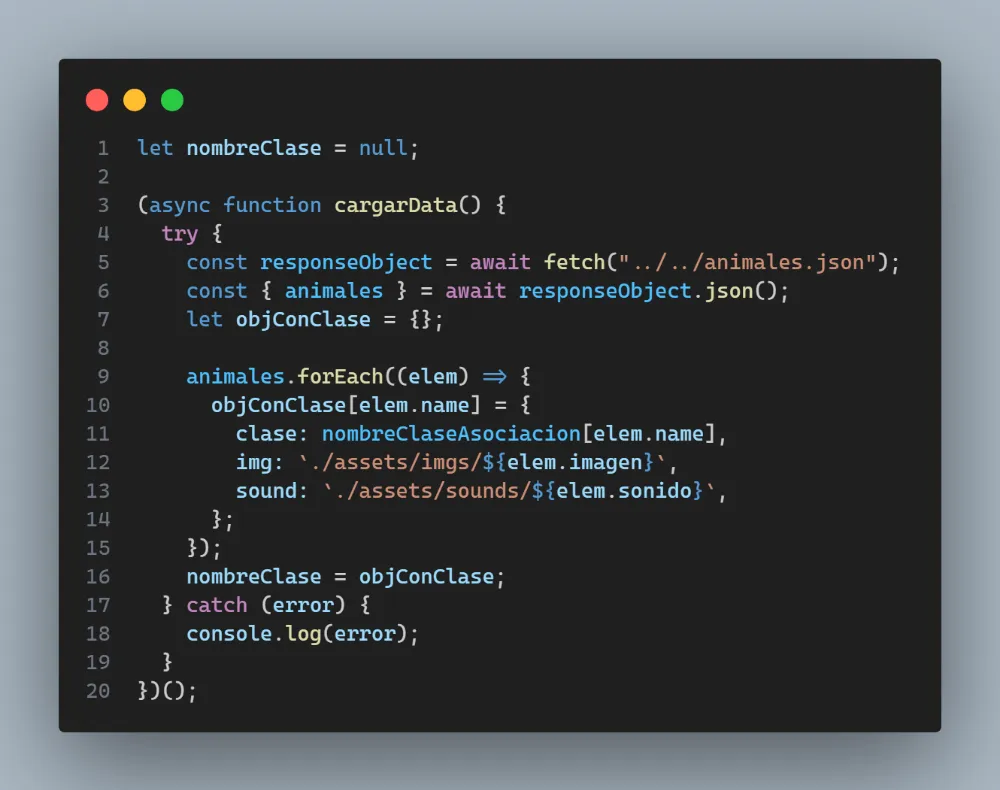 1 let nombreClase = null;
2
3 (async function cargarData() {
4   try {
5     const responseObject = await fetch("../../animales.json");
6     const { animales } = await responseObject.json();
7     let objConClase = {};
8
9     animales.forEach((elem) => {
10       objConClase[elem.name] = {
11         clase: nombreClaseAsociacion[elem.name],
12         img: `./assets/imgs/${elem.imagen}`,
13         sound: `./assets/sounds/${elem.sonido}`,
14       };
15     });
16     nombreClase = objConClase;
17   } catch (error) {
18     console.log(error);
19   }
20 })();